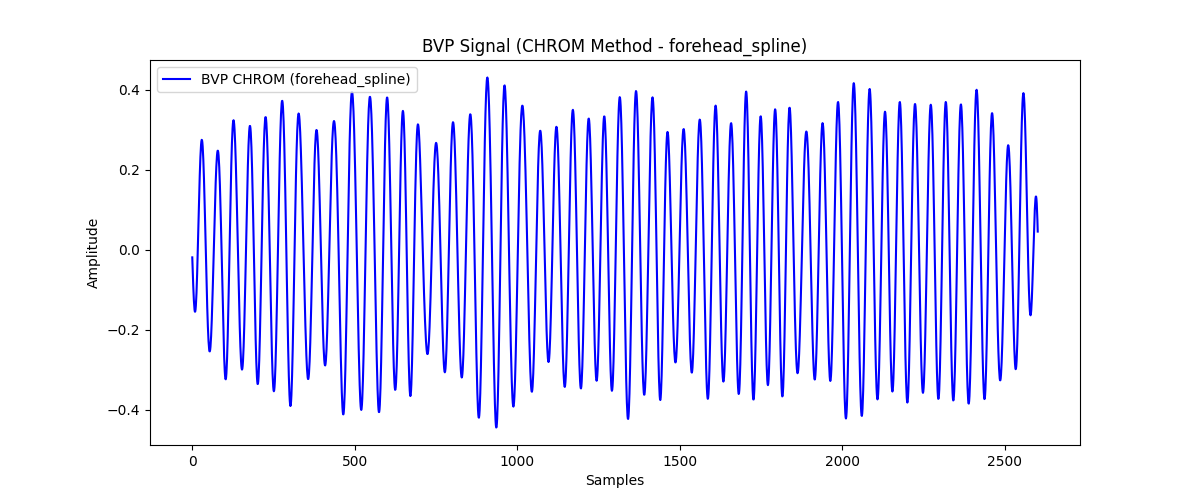 BVP Signal (CHROM Method - forehead_spline)
BVP CHROM (forehead_spline)
0.4
0.2
0.0
−0.2
−0.4
Amplitude
0 500 1000 1500 2000 2500
Samples